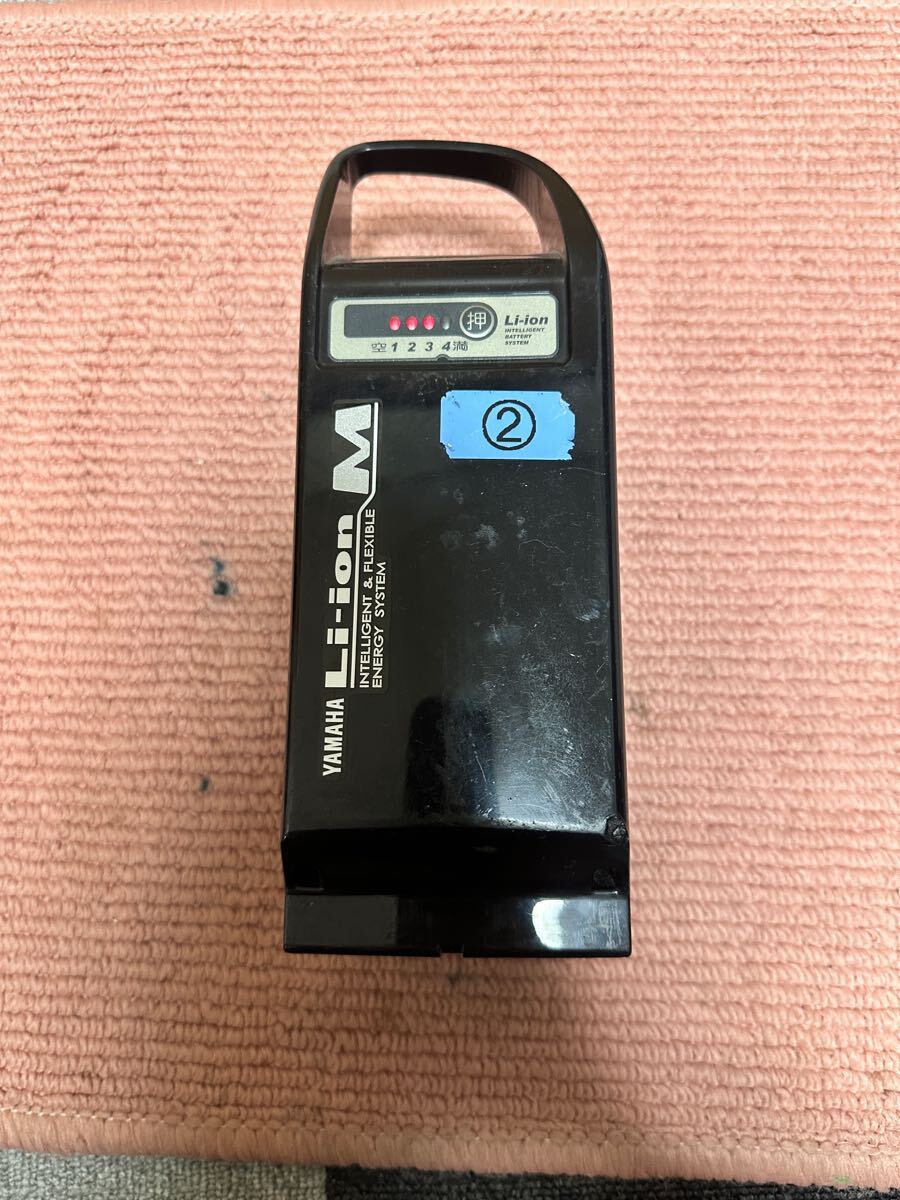 押
Li-ion
INTELLIGENT
BATTERY
SYSTEM
空 1 2 3 4 満
②
YAMAHA Li-ion M
INTELLIGENT & FLEXIBLE
ENERGY SYSTEM